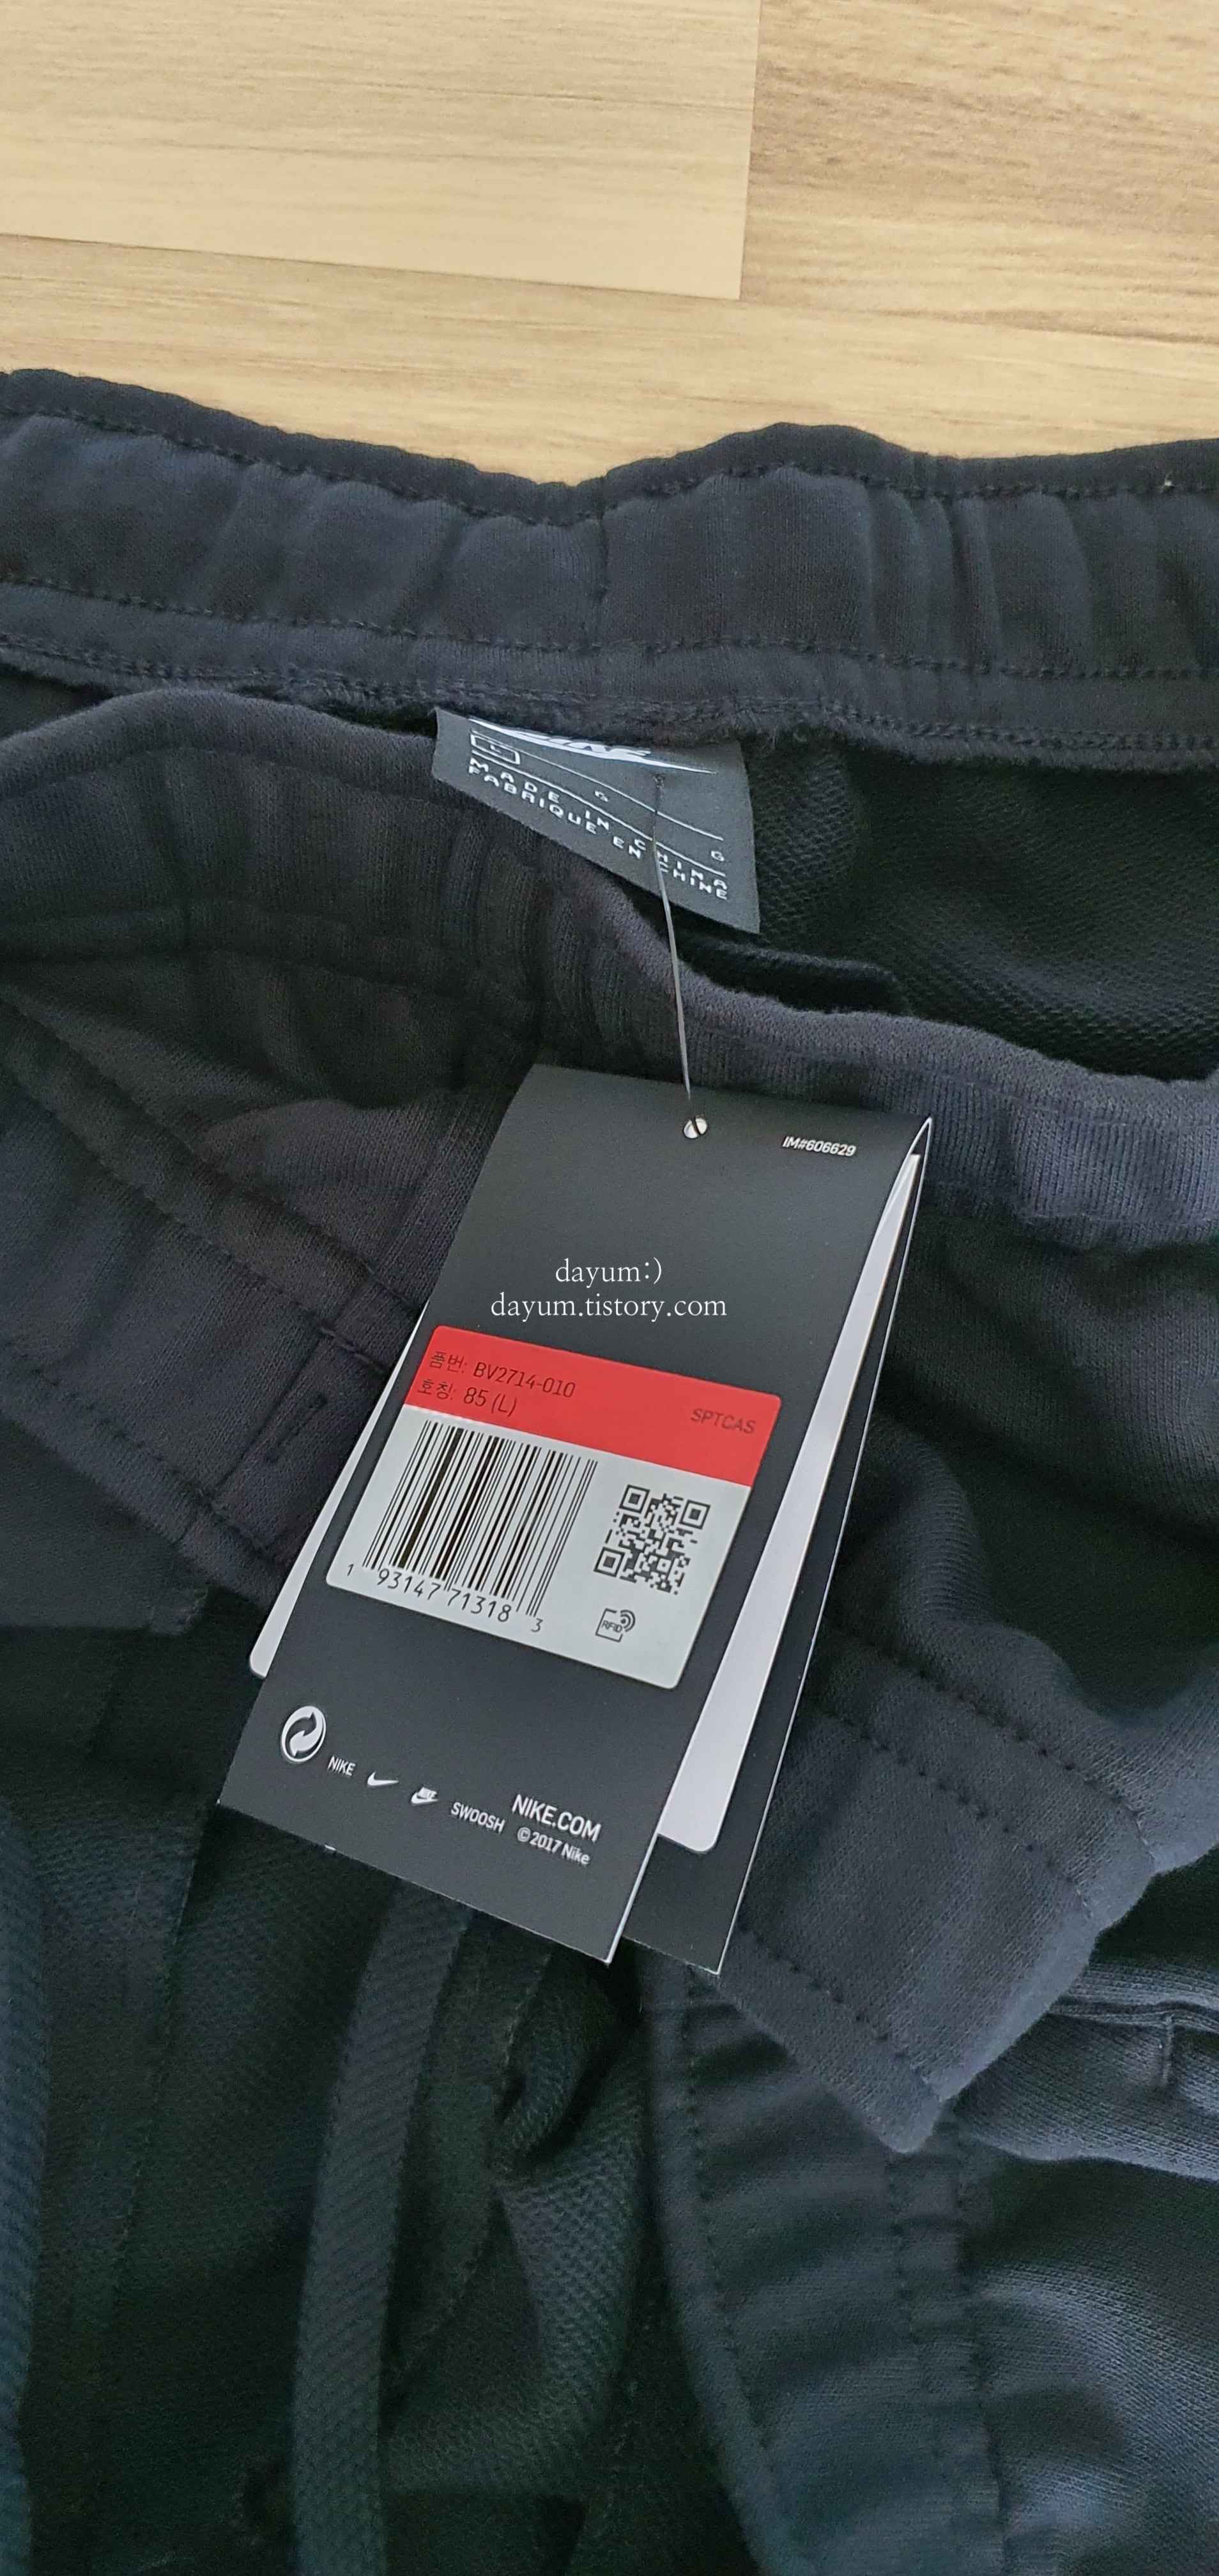 L
G
G
MADE IN CHINA
FABRIQUE EN CHINE
IM#606629
dayum:)
dayum.tistory.com
품번: BV2714-010
호칭: 85 (L)
SPTCAS
1 93147 71318 3
RFID
NIKE
SWOOSH
NIKE.COM
©2017 Nike